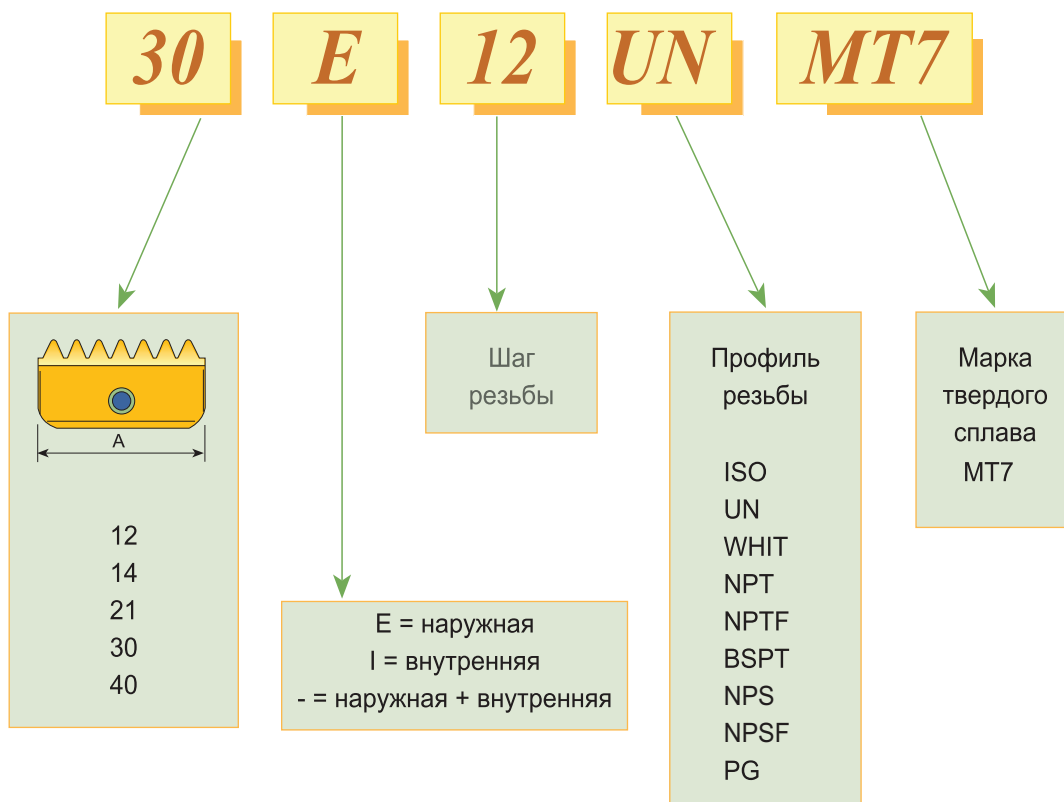 30 E 12 UN MT7
A
12
14
21
30
40
E = наружная
I = внутренняя
- = наружная + внутренняя
Шаг
резьбы
Профиль
резьбы
ISO
UN
WHIT
NPT
NPTF
BSPT
NPS
NPSF
PG
Марка
твердого
сплава
MT7